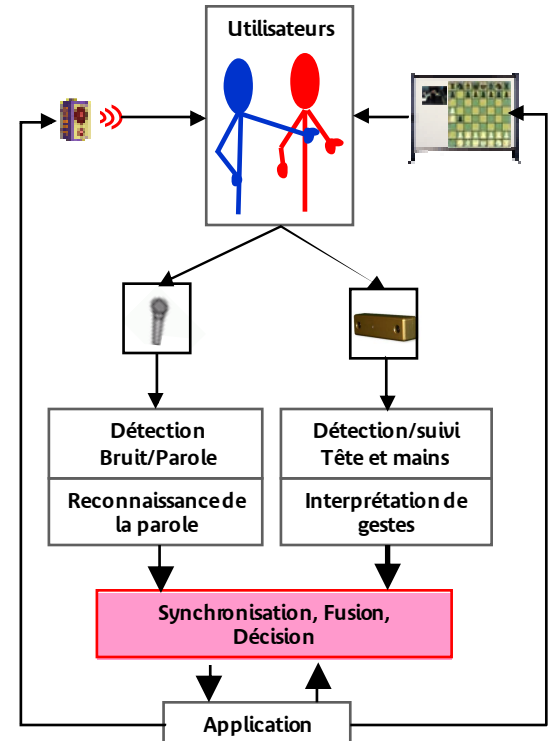 Utilisateurs
Détection
Bruit/Parole
Reconnaissance de
la parole
Détection/suivi
Tête et mains
Interprétation de
gestes
Synchronisation, Fusion,
Décision
Application